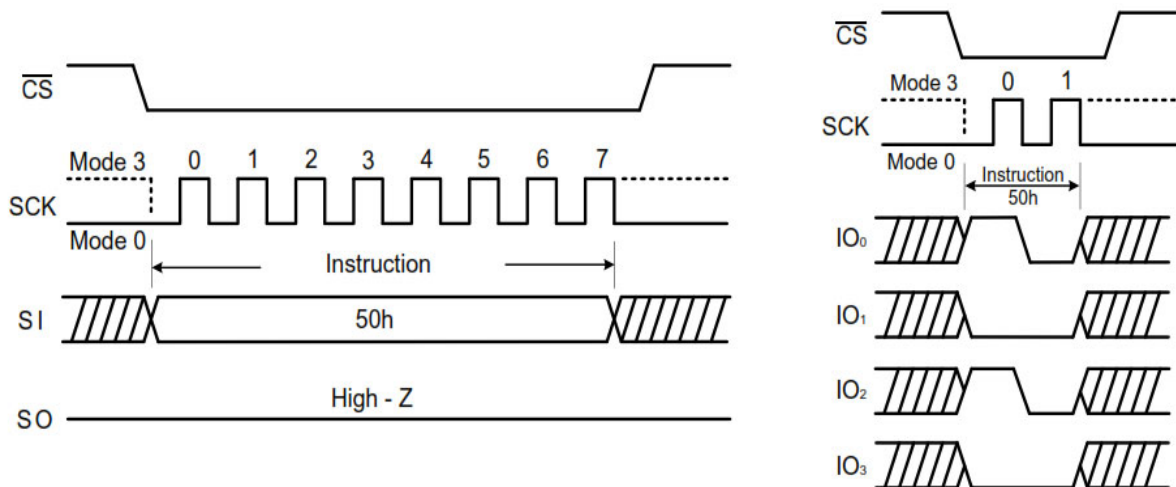 CS
Mode 3 0 1 2 3 4 5 6 7
SCK
Mode 0
Instruction
SI 50h
High - Z
SO
CS
Mode 3 0 1
SCK
Mode 0
Instruction
50h
IO₀
IO₁
IO₂
IO₃